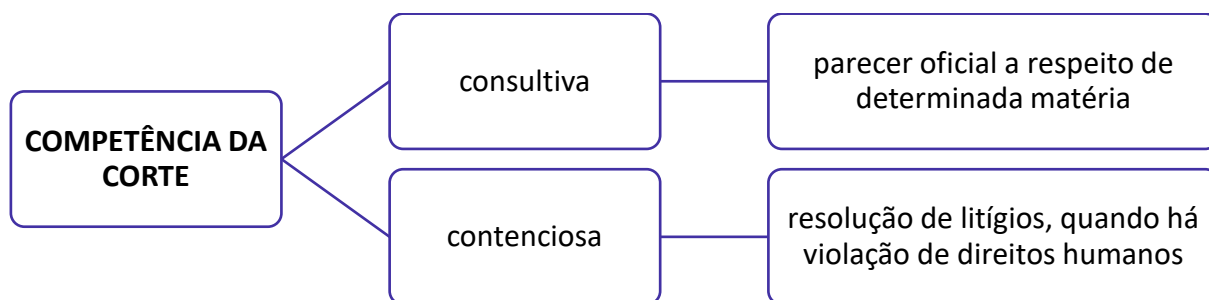 COMPETÊNCIA DA
CORTE
consultiva
parecer oficial a respeito de
determinada matéria
contenciosa
resolução de litígios, quando há
violação de direitos humanos